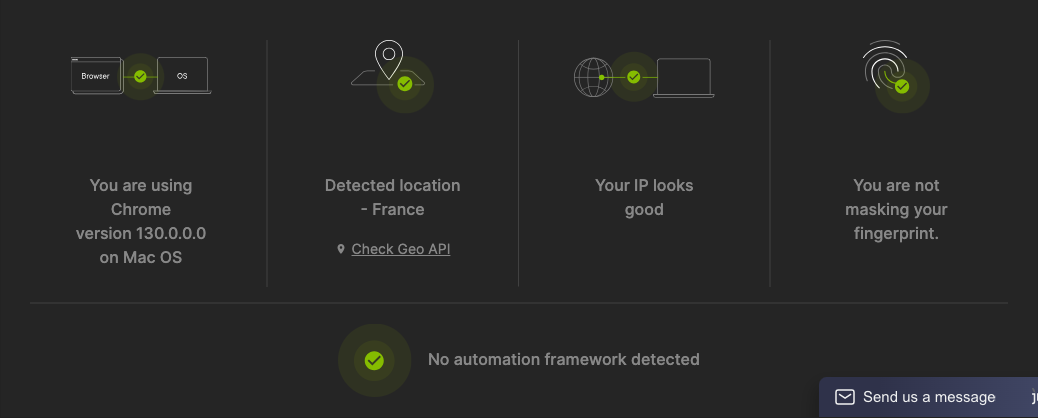 Browser
OS
You are using
Chrome
version 130.0.0.0
on Mac OS
Detected location
- France
Check Geo API
Your IP looks
good
You are not
masking your
fingerprint.
No automation framework detected
Send us a message